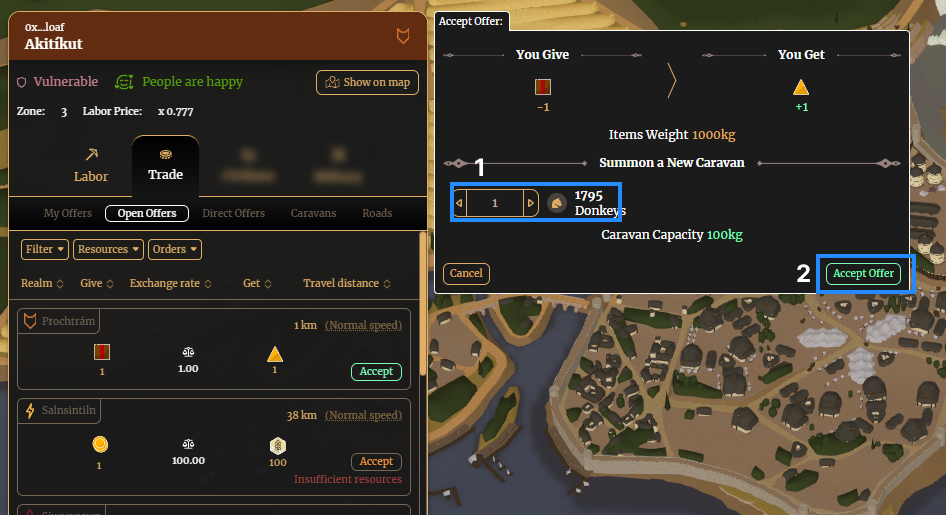 0x...loaf
Akitíkut
Vulnerable
People are happy
Show on map
Zone: 3 Labor Price: x 0.777
Labor
Trade
My Offers Open Offers Direct Offers Caravans Roads
Filter Resources Orders
Realm Give Exchange rate Get Travel distance
Prochtrám
1 km (Normal speed)
1 1.00 1
Accept
Salnsintiln
38 km (Normal speed)
1 100.00 100
Accept
Insufficient resources
Accept Offer:
You Give You Get
-1 +1
Items Weight 1000kg
1
Summon a New Caravan
1 1795
Donkeys
Caravan Capacity 100kg
Cancel 2 Accept Offer